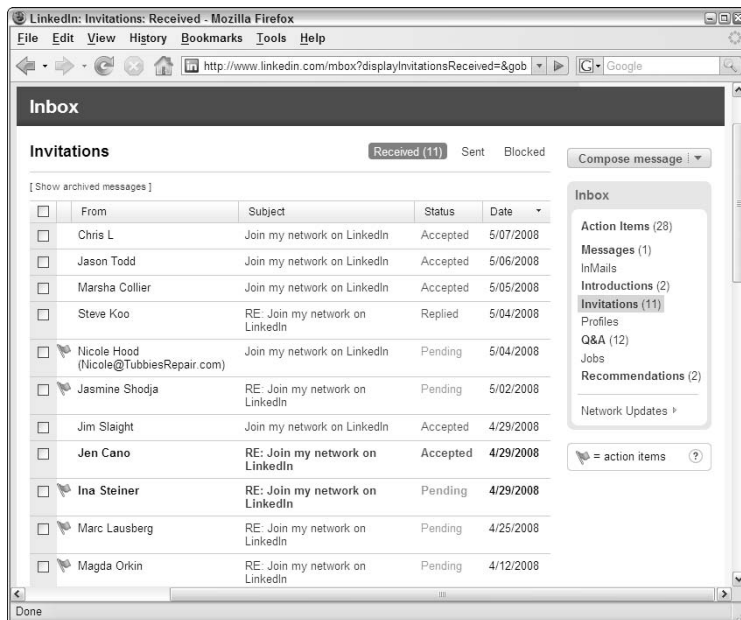 LinkedIn: Invitations: Received - Mozilla Firefox
File Edit View History Bookmarks Tools Help
in http://www.linkedin.com/mbox?displayInvitationsReceived=&gob G Google
Inbox
Invitations Received (11) Sent Blocked
[ Show archived messages ]
From Subject Status Date
Chris L Join my network on LinkedIn Accepted 5/07/2008
Jason Todd Join my network on LinkedIn Accepted 5/06/2008
Marsha Collier Join my network on LinkedIn Accepted 5/05/2008
Steve Koo RE: Join my network on Replied 5/04/2008
LinkedIn
Nicole Hood Join my network on LinkedIn Pending 5/04/2008
(Nicole@TubbiesRepair.com)
Jasmine Shodja RE: Join my network on Pending 5/02/2008
LinkedIn
Jim Slaight Join my network on LinkedIn Accepted 4/29/2008
Jen Cano RE: Join my network on Accepted 4/29/2008
LinkedIn
Ina Steiner RE: Join my network on Pending 4/29/2008
LinkedIn
Marc Lausberg RE: Join my network on Pending 4/25/2008
LinkedIn
Magda Orkin RE: Join my network on Pending 4/12/2008
LinkedIn
Compose message
Inbox
Action Items (28)
Messages (1)
InMails
Introductions (2)
Invitations (11)
Profiles
Q&A (12)
Jobs
Recommendations (2)
Network Updates
= action items ?
Done